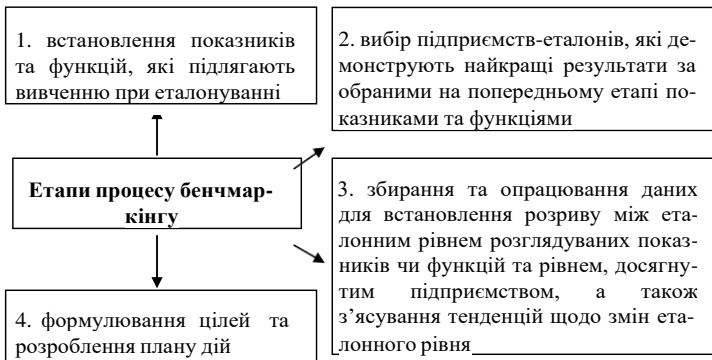 1. встановлення показників
та функцій, які підлягають
вивченню при еталонуванні
2. вибір підприємств-еталонів, які де-
монструють найкращі результати за
обраними на попередньому етапі по-
казниками та функціями
Етапи процесу бенчмар-
кінгу
3. збирання та опрацювання даних
для встановлення розриву між ета-
лонним рівнем розглядуваних показ-
ників чи функцій та рівнем, досягну-
тим підприємством, а також
з’ясування тенденцій щодо змін ета-
лонного рівня
4. формулювання цілей та
розроблення плану дій